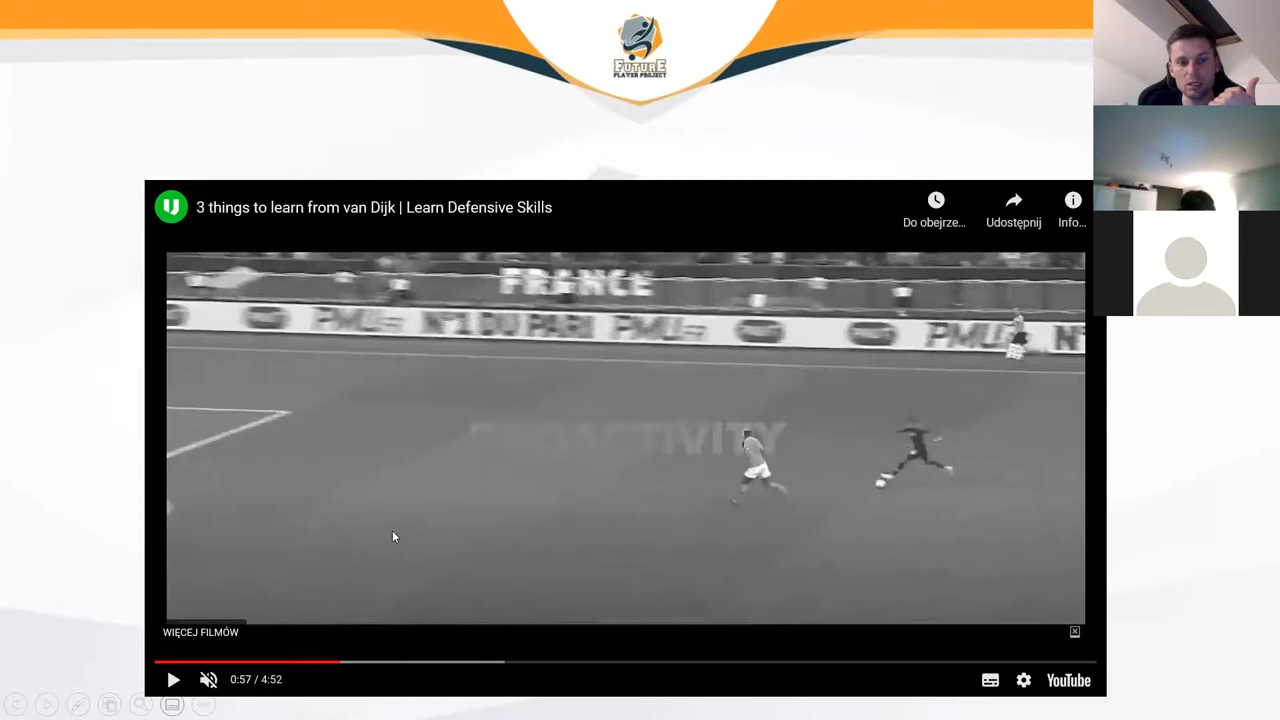 FUTURE
PLAYER PROJECT
3 things to learn from van Dijk | Learn Defensive Skills
Do obejrze...
Udostępnij
Info...
FRANCE
PMU N°1 DU PARI PMU PMU N°
PROACTIVITY
WIĘCEJ FILMÓW
0:57 / 4:52
YouTube